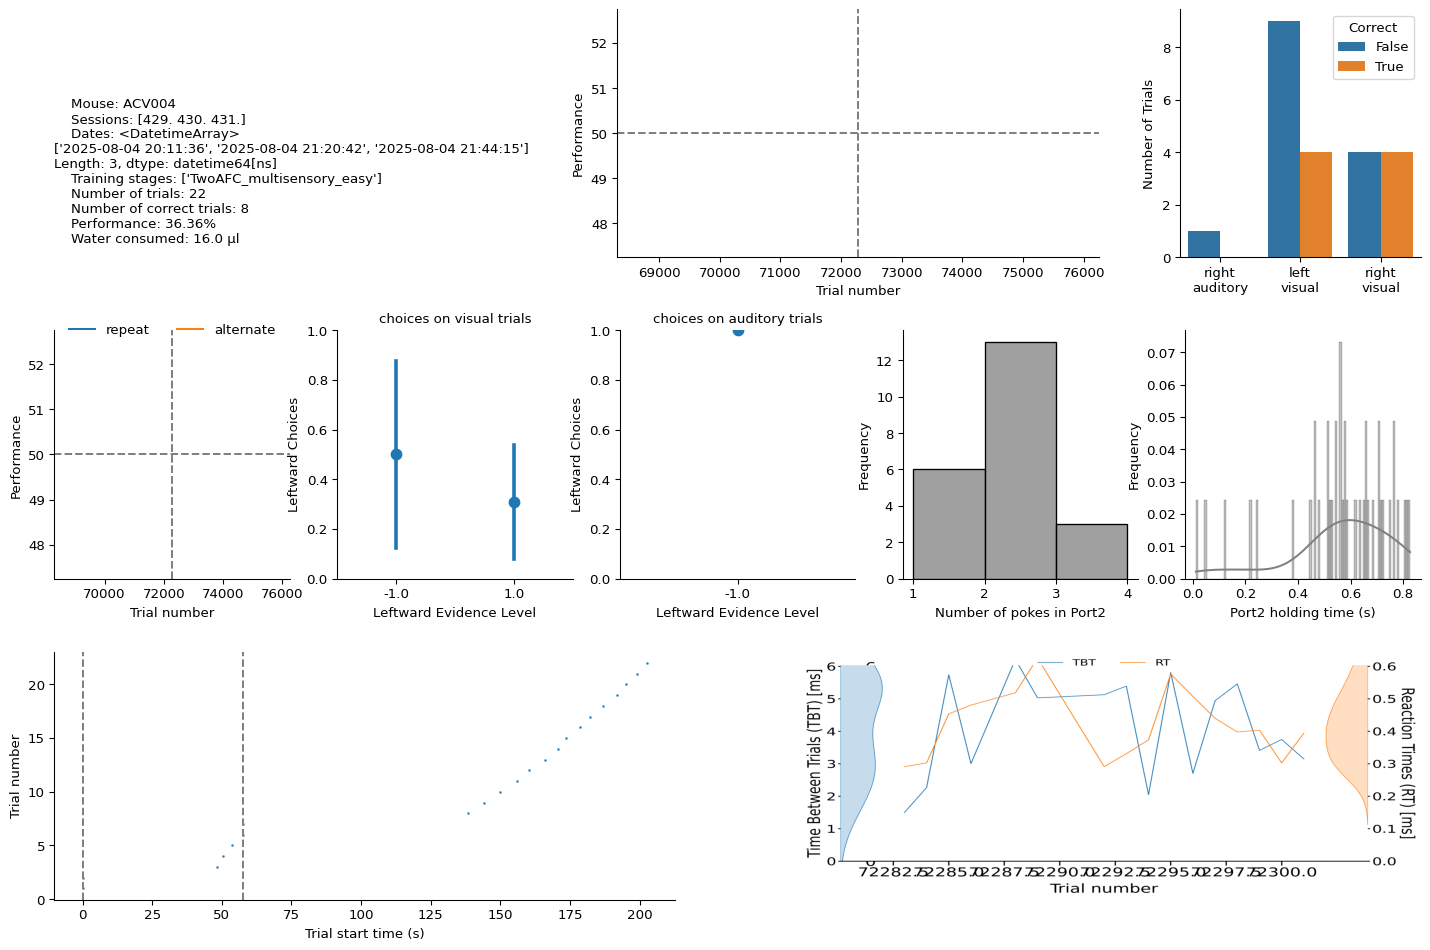 Mouse: ACV004
Sessions: [429. 430. 431.]
Dates: <DatetimeArray>
['2025-08-04 20:11:36', '2025-08-04 21:20:42', '2025-08-04 21:44:15']
Length: 3, dtype: datetime64[ns]
Training stages: ['TwoAFC_multisensory_easy']
Number of trials: 22
Number of correct trials: 8
Performance: 36.36%
Water consumed: 16.0 µl
Performance
52
51
50
49
48
69000 70000 71000 72000 73000 74000 75000 76000
Trial number
Number of Trials
8
6
4
2
0
Correct
False
True
right auditory
left visual
right visual
repeat alternate
Performance
52
51
50
49
48
70000 72000 74000 76000
Trial number
choices on visual trials
Leftward Choices
1.0
0.8
0.6
0.4
0.2
0.0
-1.0 1.0
Leftward Evidence Level
choices on auditory trials
Leftward Choices
1.0
0.8
0.6
0.4
0.2
0.0
-1.0
Leftward Evidence Level
Frequency
12
10
8
6
4
2
0
1 2 3 4
Number of pokes in Port2
Frequency
0.07
0.06
0.05
0.04
0.03
0.02
0.01
0.00
0.0 0.2 0.4 0.6 0.8
Port2 holding time (s)
Trial number
20
15
10
5
0
0 25 50 75 100 125 150 175 200
Trial start time (s)
TBT RT
Time Between Trials (TBT) [ms]
6
5
4
3
2
1
0
0.6
0.5
0.4
0.3
0.2
0.1
0.0
Reaction Times (RT) [ms]
Trial number